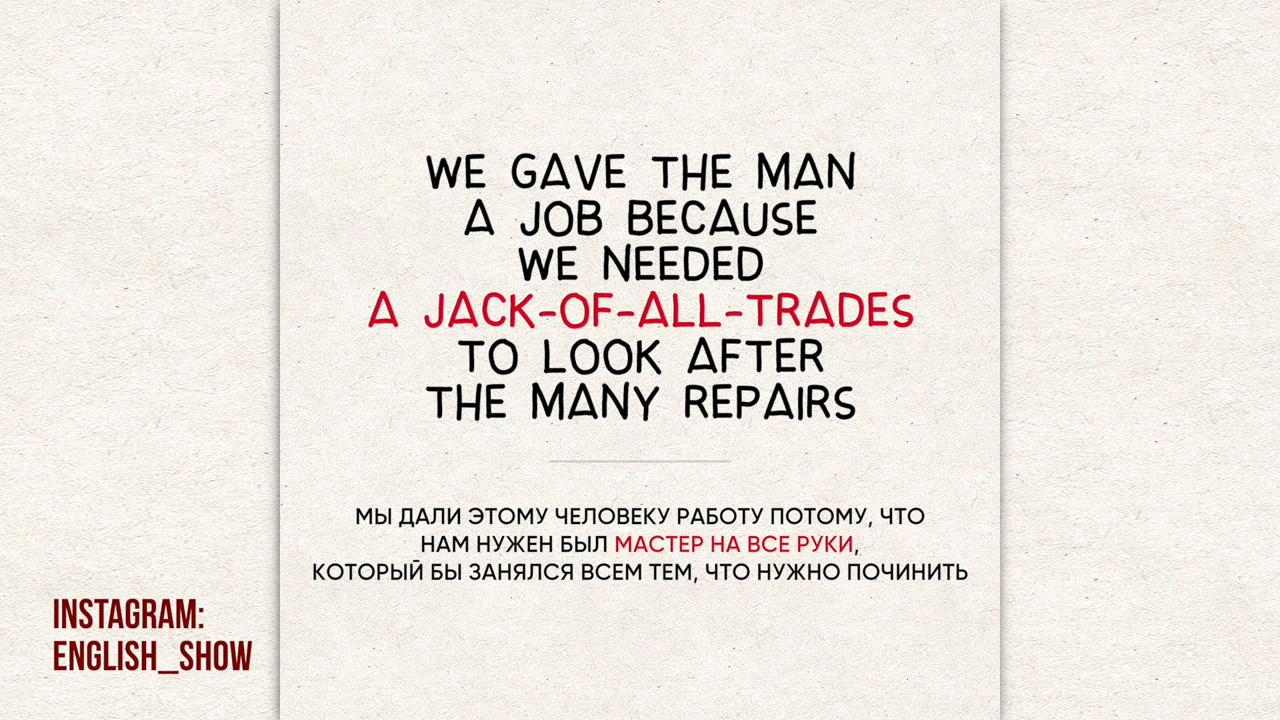 WE GAVE THE MAN
A JOB BECAUSE
WE NEEDED
A JACK-OF-ALL-TRADES
TO LOOK AFTER
THE MANY REPAIRS
МЫ ДАЛИ ЭТОМУ ЧЕЛОВЕКУ РАБОТУ ПОТОМУ, ЧТО
НАМ НУЖЕН БЫЛ МАСТЕР НА ВСЕ РУКИ,
КОТОРЫЙ БЫ ЗАНЯЛСЯ ВСЕМ ТЕМ, ЧТО НУЖНО ПОЧИНИТЬ
INSTAGRAM:
ENGLISH_SHOW